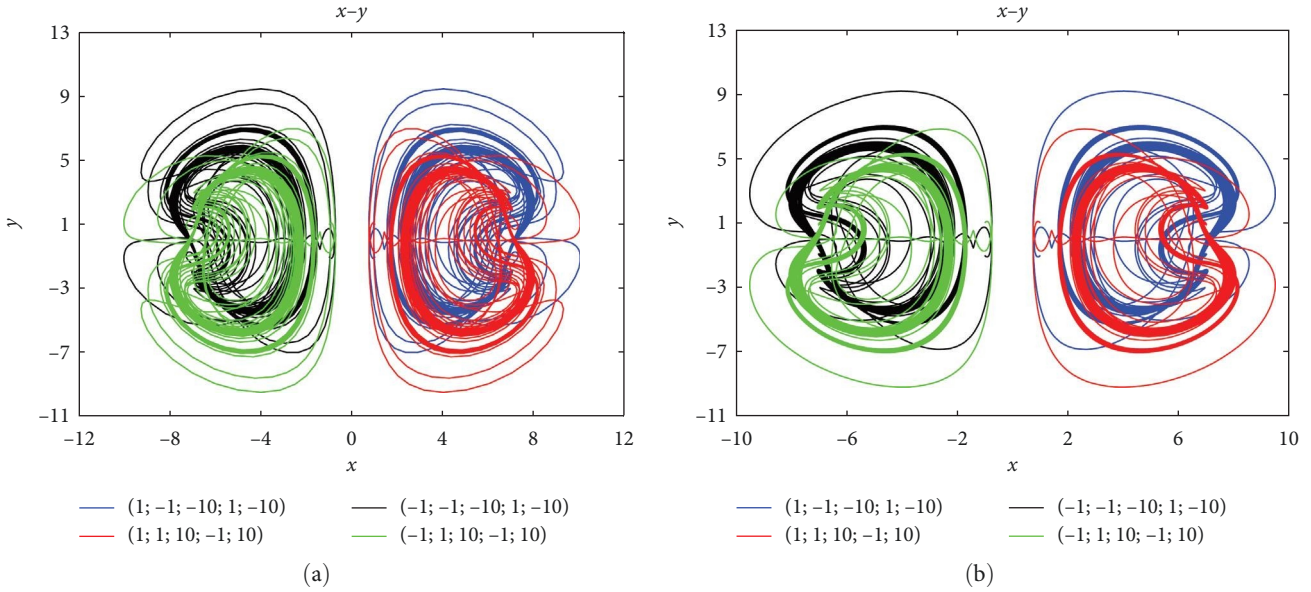 x–y
13
9
5
1
–3
–7
–11
y
–12
–8
–4
0
4
8
12
x
(1; –1; –10; 1; –10)
(–1; –1; –10; 1; –10)
(1; 1; 10; –1; 10)
(–1; 1; 10; –1; 10)
(a)
x–y
13
9
5
1
–3
–7
–11
y
–10
–6
–2
2
6
10
x
(1; –1; –10; 1; –10)
(–1; –1; –10; 1; –10)
(1; 1; 10; –1; 10)
(–1; 1; 10; –1; 10)
(b)